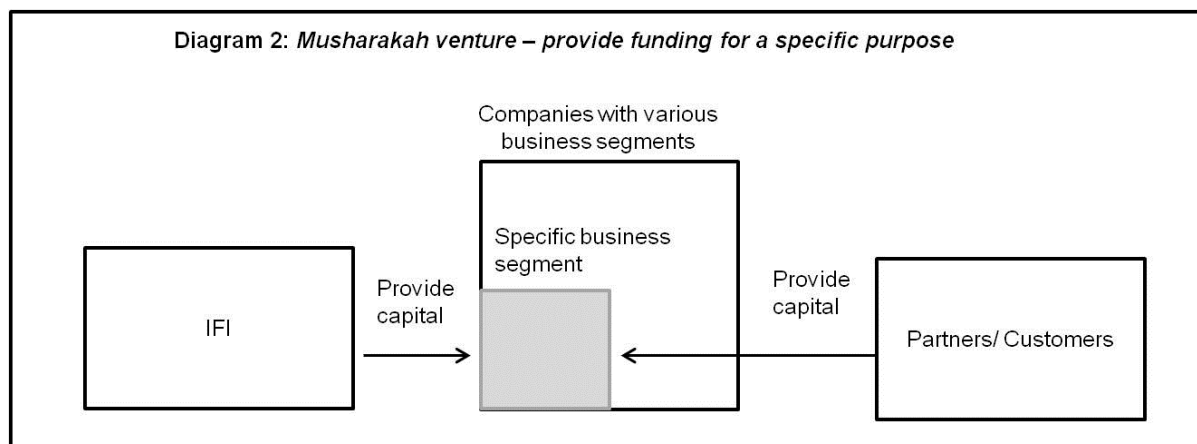 Diagram 2: Musharakah venture – provide funding for a specific purpose
Companies with various
business segments
Specific business
segment
Provide
capital
IFI
Provide
capital
Partners/ Customers